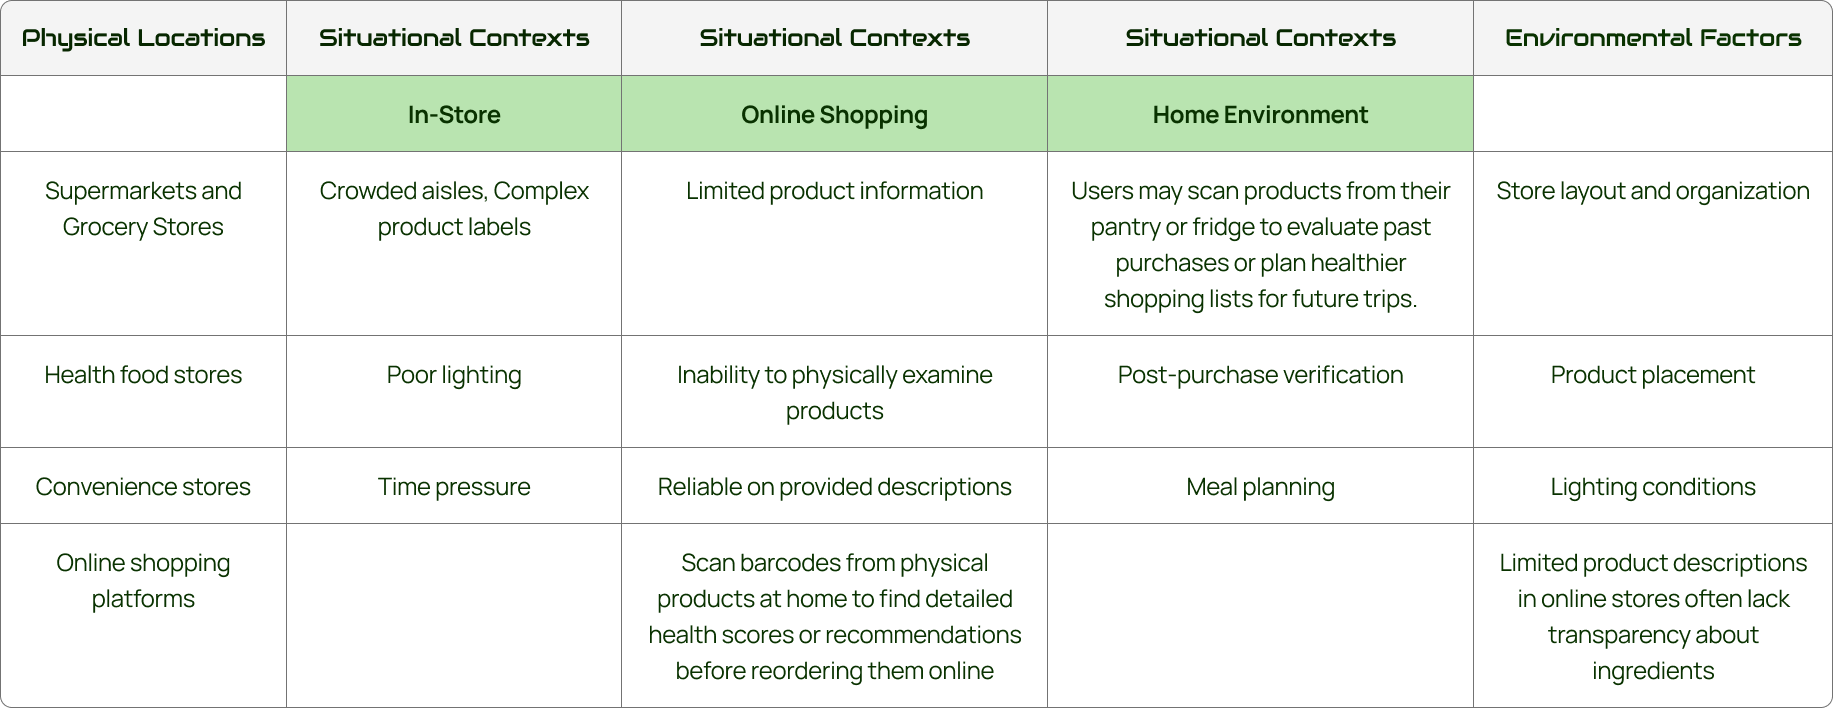 Physical Locations
Situational Contexts
Situational Contexts
Situational Contexts
Environmental Factors
In-Store
Online Shopping
Home Environment
Supermarkets and
Grocery Stores
Crowded aisles, Complex
product labels
Limited product information
Users may scan products from their
pantry or fridge to evaluate past
purchases or plan healthier
shopping lists for future trips.
Store layout and organization
Health food stores
Poor lighting
Inability to physically examine
products
Post-purchase verification
Product placement
Convenience stores
Time pressure
Reliable on provided descriptions
Meal planning
Lighting conditions
Online shopping
platforms
Scan barcodes from physical
products at home to find detailed
health scores or recommendations
before reordering them online
Limited product descriptions
in online stores often lack
transparency about
ingredients